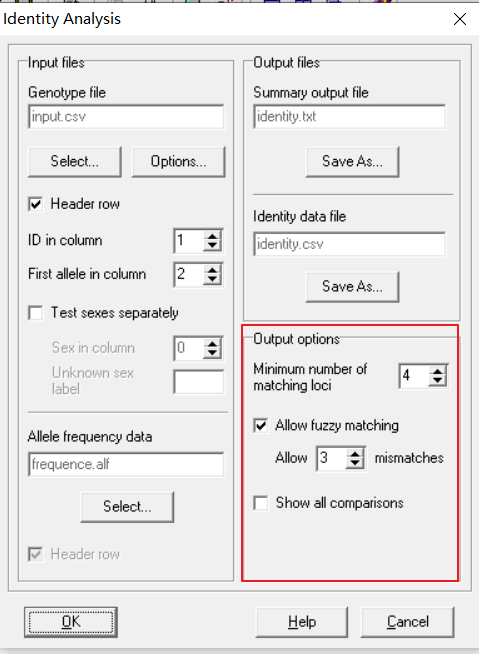 Identity Analysis
Input files
Genotype file
input.csv
Select...
Options...
Header row
ID in column
1
First allele in column
2
Test sexes separately
Sex in column
0
Unknown sex
label
Allele frequency data
frequence.alf
Select...
Header row
Output files
Summary output file
identity.txt
Save As...
Identity data file
identity.csv
Save As...
Output options
Minimum number of
matching loci
4
Allow fuzzy matching
Allow 3 mismatches
Show all comparisons
OK
Help
Cancel